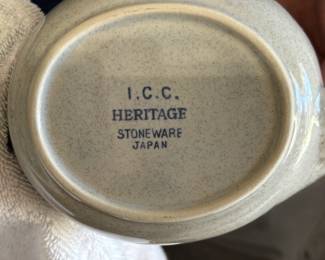 I.C.C.
HERITAGE
STONEWARE
JAPAN